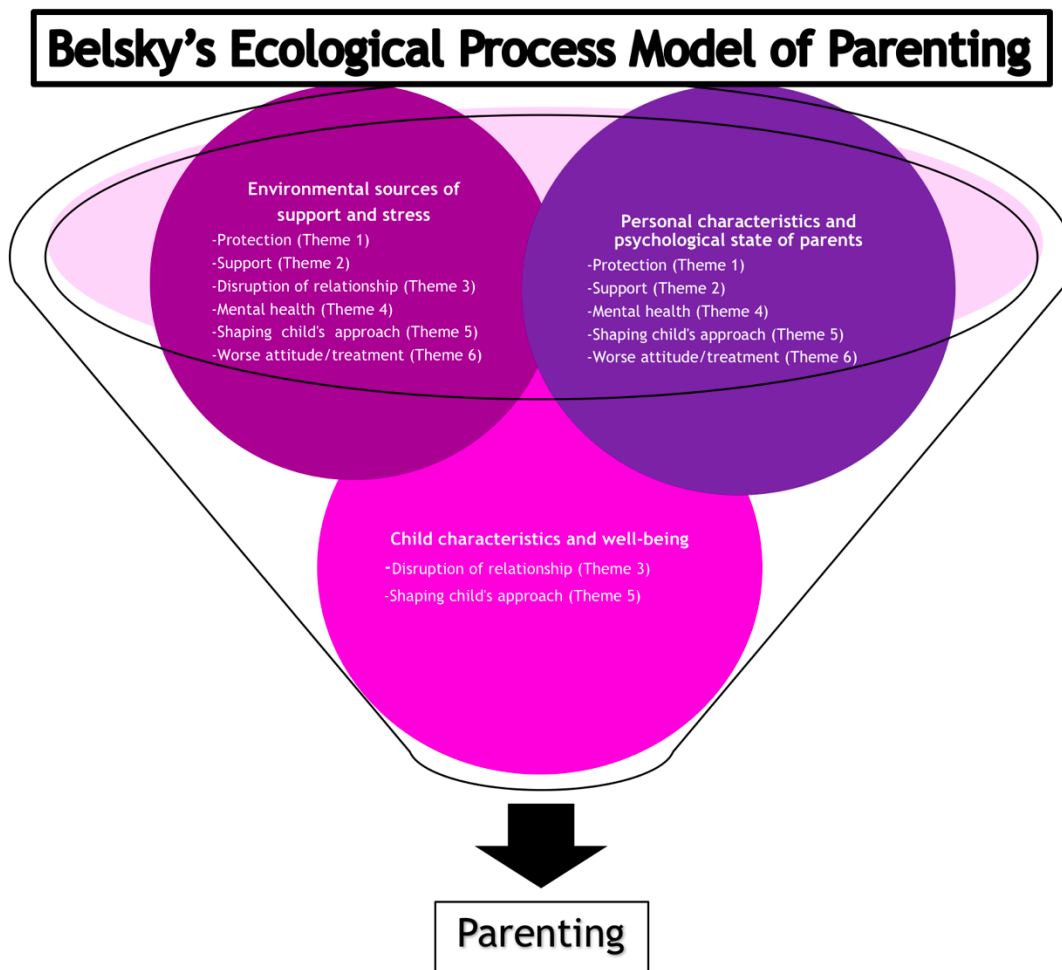 Belsky's Ecological Process Model of Parenting
Environmental sources of
support and stress
-Protection (Theme 1)
-Support (Theme 2)
-Disruption of relationship (Theme 3)
-Mental health (Theme 4)
-Shaping child's approach (Theme 5)
-Worse attitude/treatment (Theme 6)
Personal characteristics and
psychological state of parents
-Protection (Theme 1)
-Support (Theme 2)
-Mental health (Theme 4)
-Shaping child's approach (Theme 5)
-Worse attitude/treatment (Theme 6)
Child characteristics and well-being
-Disruption of relationship (Theme 3)
-Shaping child's approach (Theme 5)
Parenting